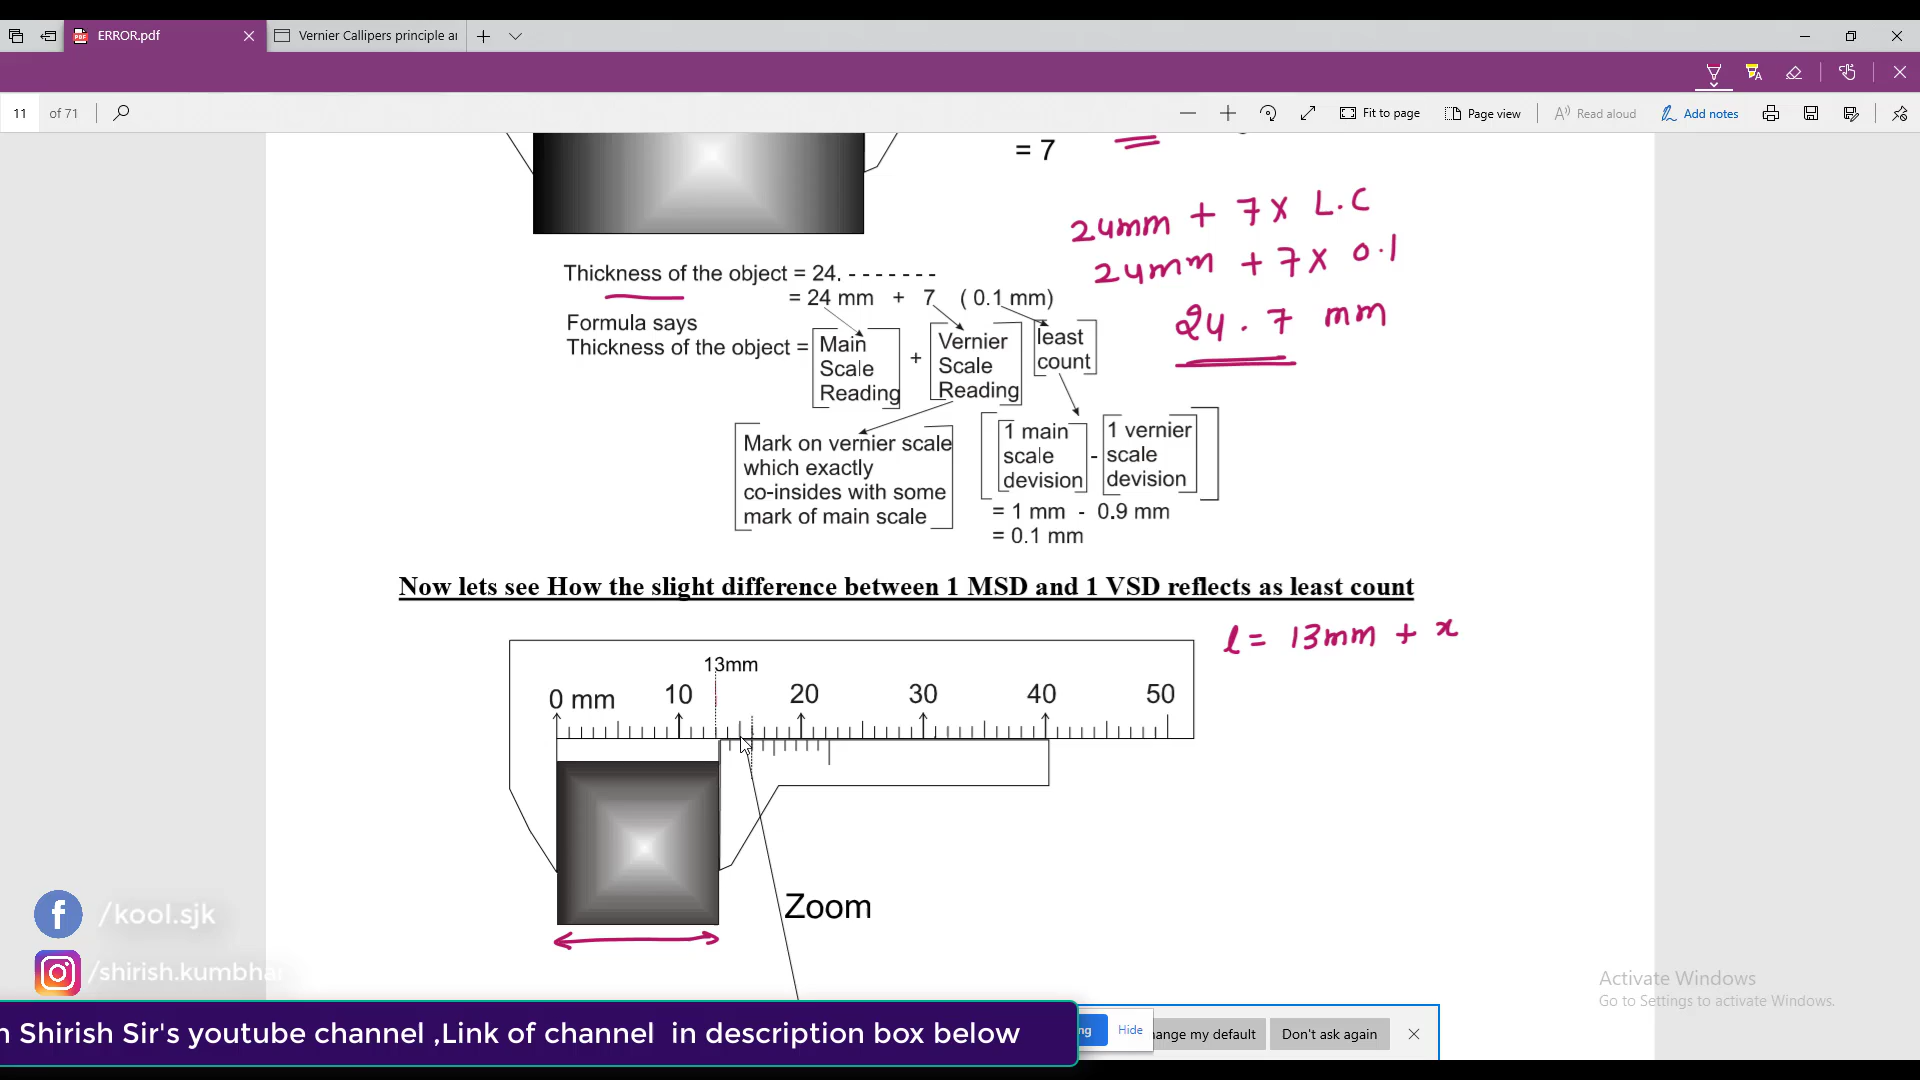 ERROR.pdf
Vernier Callipers principle ar
11 of 71
Fit to page
Page view
Read aloud
Add notes
= 7
24mm + 7 X L.C
24mm + 7 X 0.1
24.7 mm
Thickness of the object = 24. - - - - - - -
= 24 mm + 7 ( 0.1 mm)
Formula says
Thickness of the object =
Main
Scale
Reading
+
Vernier
Scale
Reading
least
count
Mark on vernier scale
which exactly
co-insides with some
mark of main scale
1 main
scale
devision
-
1 vernier
scale
devision
= 1 mm - 0.9 mm
= 0.1 mm
Now lets see How the slight difference between 1 MSD and 1 VSD reflects as least count
l = 13mm + x
13mm
0 mm 10 20 30 40 50
Zoom
/kool.sjk
/shirish.kumbhar
Activate Windows
Go to Settings to activate Windows.
n Shirish Sir's youtube channel ,Link of channel in description box below
ng
Hide
hange my default
Don't ask again